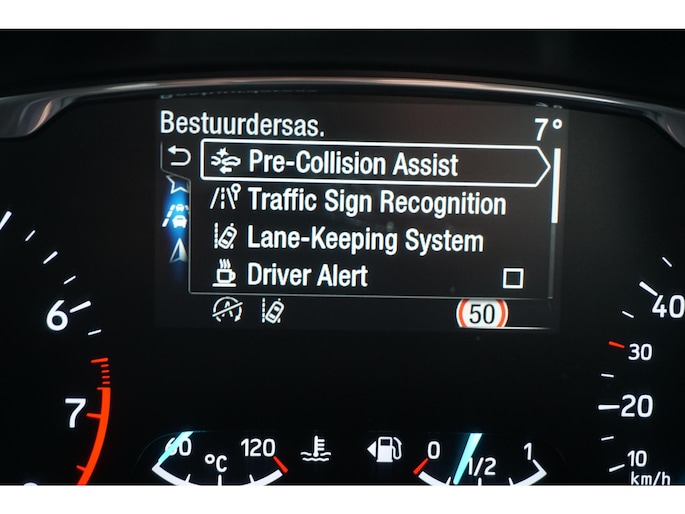 Bestuurdersas. 7°
Pre-Collision Assist
Traffic Sign Recognition
Lane-Keeping System
Driver Alert
50
6
7
60 120
°C
0 1/2 1
40
30
20
10
km/h